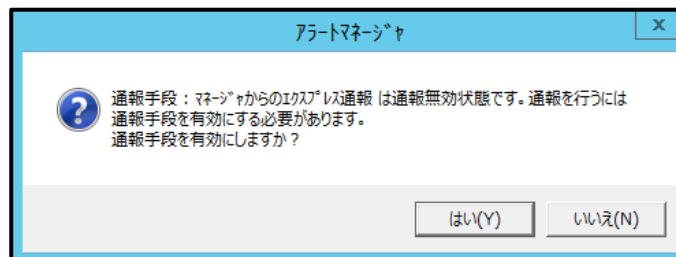 アラートマネージャ
x
通報手段：ﾏﾈｰｼﾞｬからのｴｸｽﾌﾟﾚｽ通報 は通報無効状態です。通報を行うには
通報手段を有効にする必要があります。
通報手段を有効にしますか？
はい(Y)
いいえ(N)